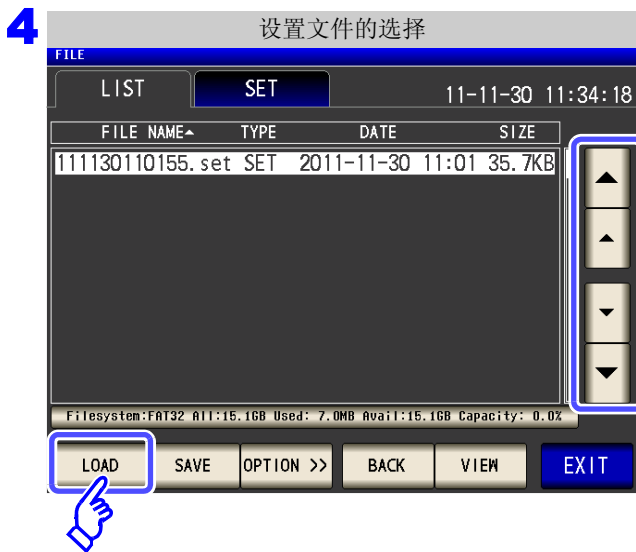 4
设置文件的选择
FILE
LIST SET 11-11-30 11:34:18
FILE NAME TYPE DATE SIZE
111130110155.set SET 2011-11-30 11:01 35.7KB
Filesystem:FAT32 All:15.1GB Used: 7.0MB Avail:15.1GB Capacity: 0.0%
LOAD SAVE OPTION >> BACK VIEW EXIT